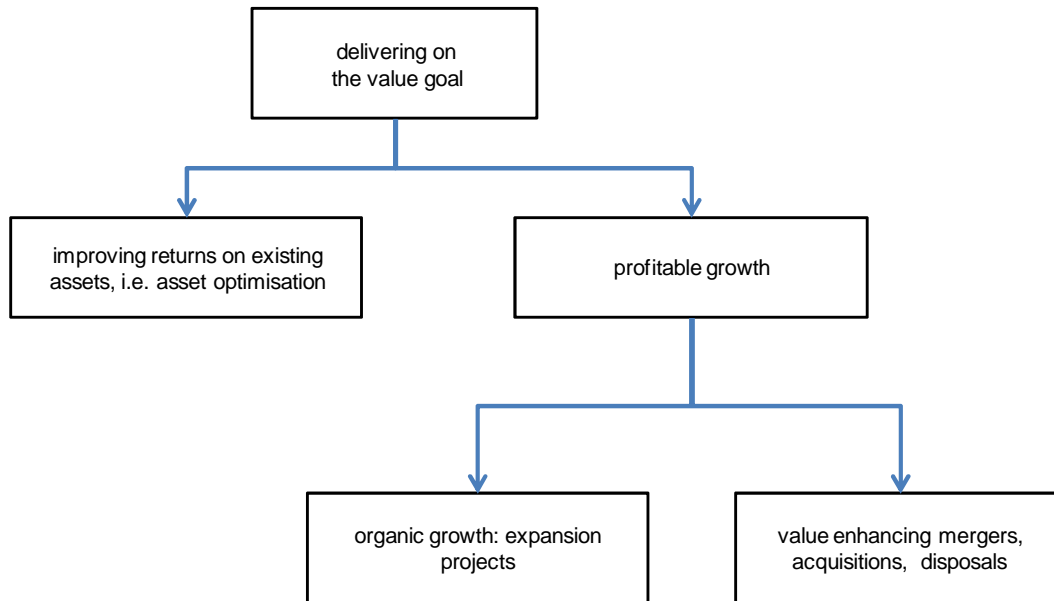 delivering on
the value goal
improving returns on existing
assets, i.e. asset optimisation
profitable growth
organic growth: expansion
projects
value enhancing mergers,
acquisitions, disposals